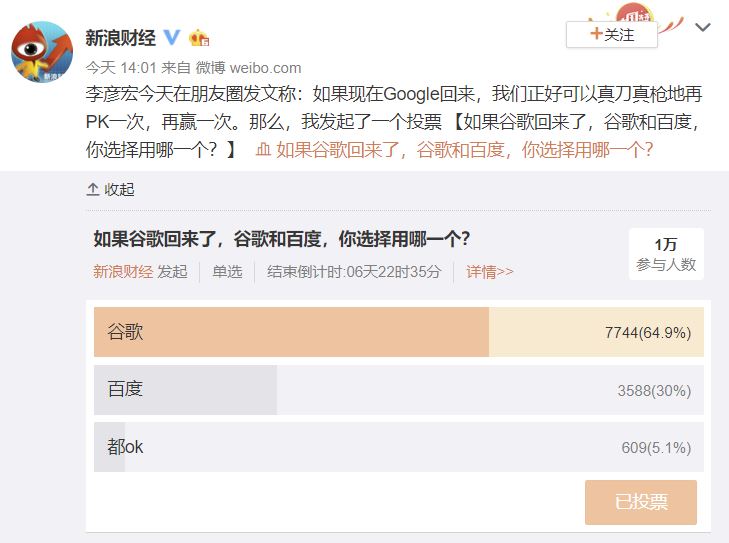 新浪财经
+关注
今天 14:01 来自 微博 weibo.com
李彦宏今天在朋友圈发文称：如果现在Google回来，我们正好可以真刀真枪地再
PK一次，再赢一次。那么，我发起了一个投票【如果谷歌回来了，谷歌和百度，
你选择用哪一个？】 如果谷歌回来了，谷歌和百度，你选择用哪一个？
收起
如果谷歌回来了，谷歌和百度，你选择用哪一个？
1万
新浪财经 发起 单选 结束倒计时:06天22时35分 详情>>
参与人数
谷歌 7744(64.9%)
百度 3588(30%)
都ok 609(5.1%)
已投票